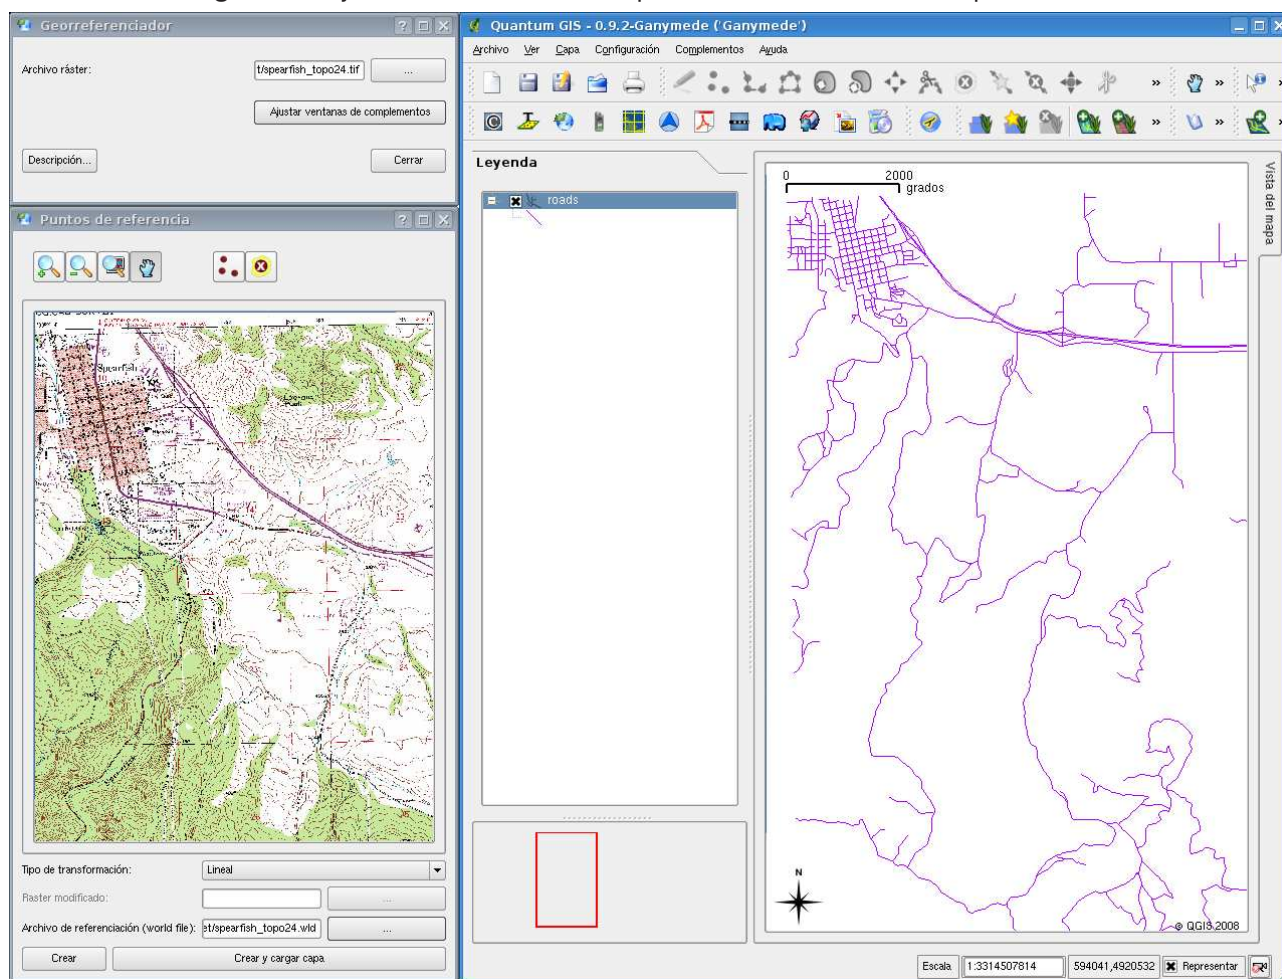 Georreferenciador
Archivo ráster:
t/spearfish_topo24.tif
...
Ajustar ventanas de complementos
Descripción...
Cerrar
Puntos de referencia
Spearfish
Tipo de transformación:
Lineal
Raster modificado:
...
Archivo de referenciación (world file):
et/spearfish_topo24.wld
...
Crear
Crear y cargar capa
Quantum GIS - 0.9.2-Ganymede ('Ganymede')
Archivo Ver Capa Configuración Complementos Ayuda
Leyenda
roads
0 2000
grados
Vista del mapa
N
© QGIS 2008
Escala 1:3314507814 594041,4920532 Representar